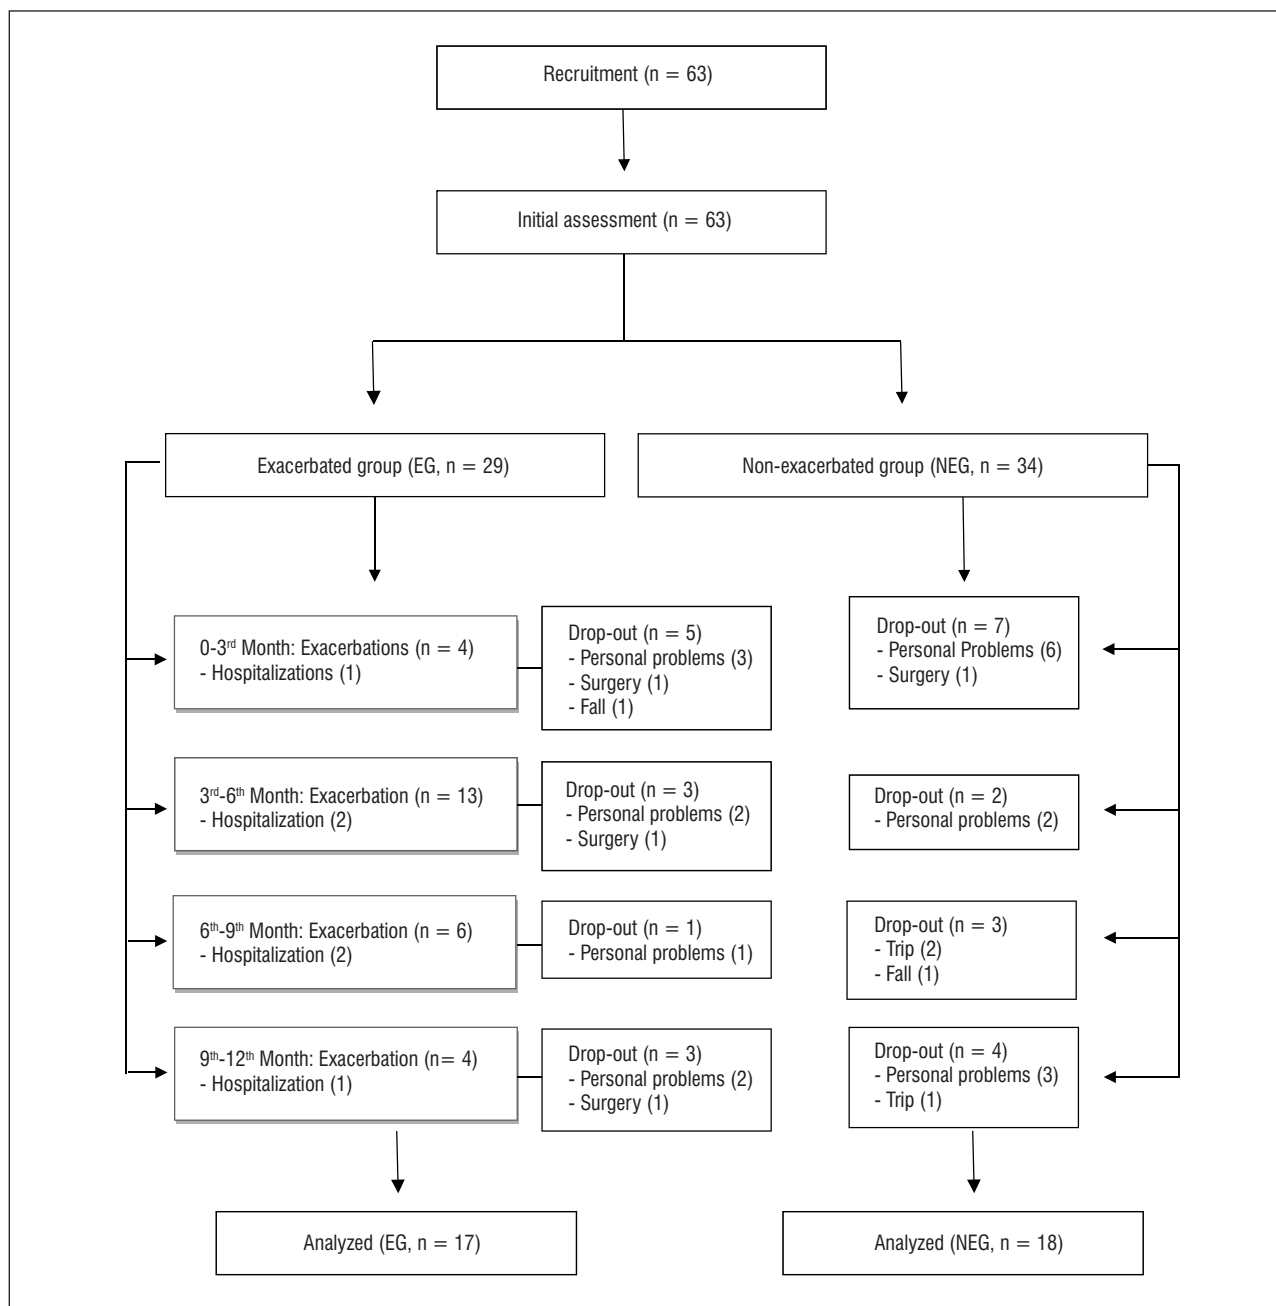 Recruitment (n = 63)
Initial assessment (n = 63)
Exacerbated group (EG, n = 29)
Non-exacerbated group (NEG, n = 34)
0-3rd Month: Exacerbations (n = 4)
- Hospitalizations (1)
Drop-out (n = 5)
- Personal problems (3)
- Surgery (1)
- Fall (1)
Drop-out (n = 7)
- Personal Problems (6)
- Surgery (1)
3rd-6th Month: Exacerbation (n = 13)
- Hospitalization (2)
Drop-out (n = 3)
- Personal problems (2)
- Surgery (1)
Drop-out (n = 2)
- Personal problems (2)
6th-9th Month: Exacerbation (n = 6)
- Hospitalization (2)
Drop-out (n = 1)
- Personal problems (1)
Drop-out (n = 3)
- Trip (2)
- Fall (1)
9th-12th Month: Exacerbation (n= 4)
- Hospitalization (1)
Drop-out (n = 3)
- Personal problems (2)
- Surgery (1)
Drop-out (n = 4)
- Personal problems (3)
- Trip (1)
Analyzed (EG, n = 17)
Analyzed (NEG, n = 18)